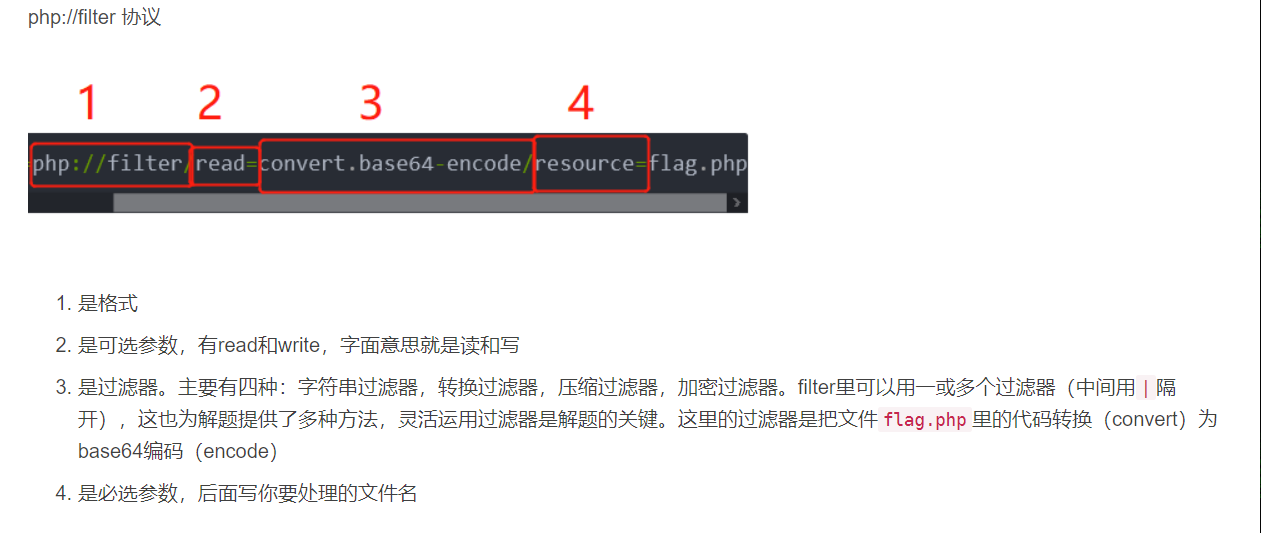 php://filter 协议
1 2 3 4
php://filter/read=convert.base64-encode/resource=flag.php
1. 是格式
2. 是可选参数，有read和write，字面意思就是读和写
3. 是过滤器。主要有四种：字符串过滤器，转换过滤器，压缩过滤器，加密过滤器。filter里可以用一或多个过滤器（中间用|隔
开），这也为解题提供了多种方法，灵活运用过滤器是解题的关键。这里的过滤器是把文件flag.php里的代码转换（convert）为
base64编码（encode）
4. 是必选参数，后面写你要处理的文件名